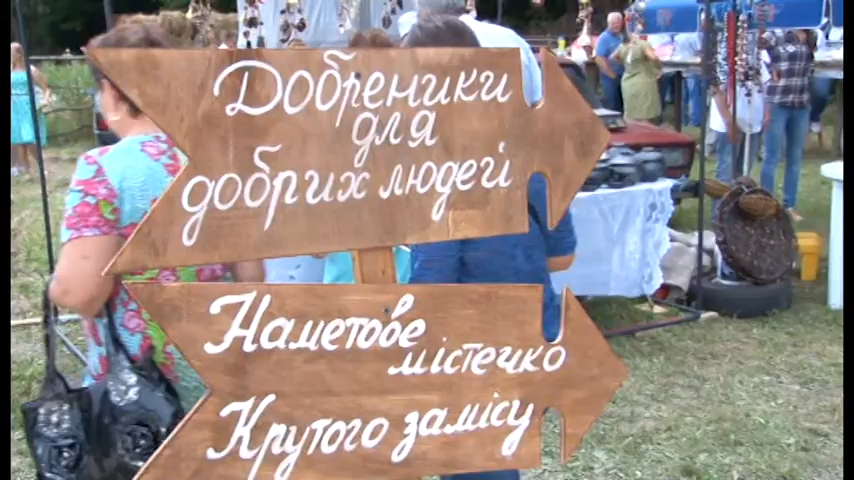 Добреники
для
добрих людей і
Наметове
містечко
Крутого замісу